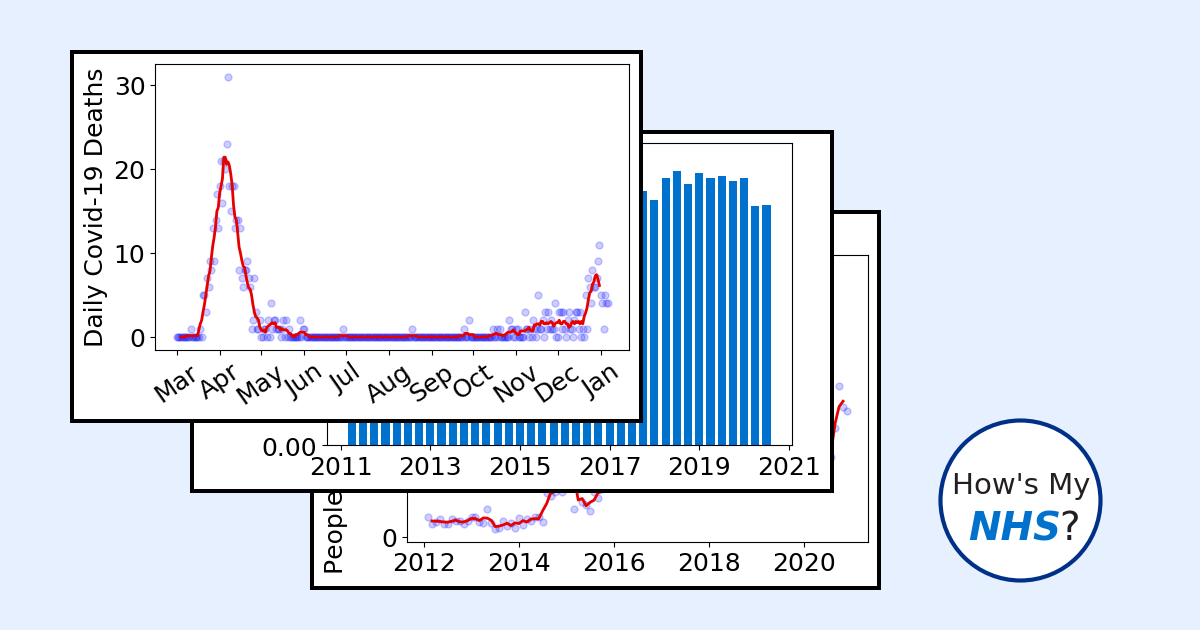 Daily Covid-19 Deaths
30
20
10
0
Mar Apr May Jun Jul Aug Sep Oct Nov Dec Jan
0.00
2011 2013 2015 2017 2019 2021
People
0
2012 2014 2016 2018 2020
How's My
NHS?